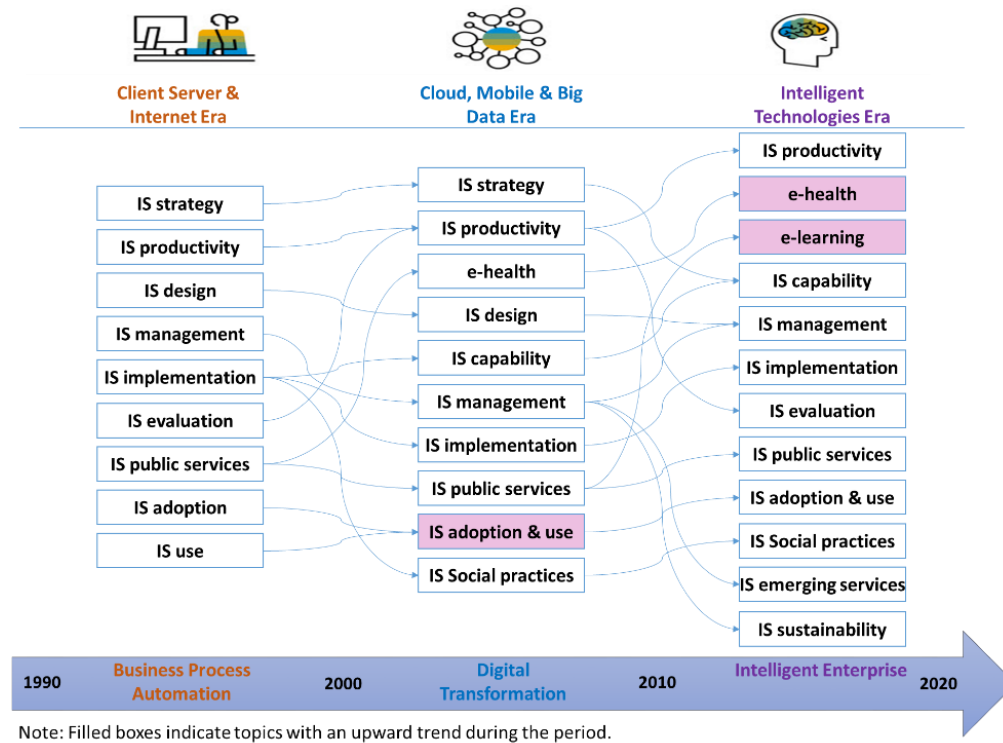 Client Server &
Internet Era
Cloud, Mobile & Big
Data Era
Intelligent
Technologies Era
IS strategy
IS productivity
IS design
IS management
IS implementation
IS evaluation
IS public services
IS adoption
IS use
IS strategy
IS productivity
e-health
IS design
IS capability
IS management
IS implementation
IS public services
IS adoption & use
IS Social practices
IS productivity
e-health
e-learning
IS capability
IS management
IS implementation
IS evaluation
IS public services
IS adoption & use
IS Social practices
IS emerging services
IS sustainability
1990
Business Process
Automation
2000
Digital
Transformation
2010
Intelligent Enterprise
2020
Note: Filled boxes indicate topics with an upward trend during the period.